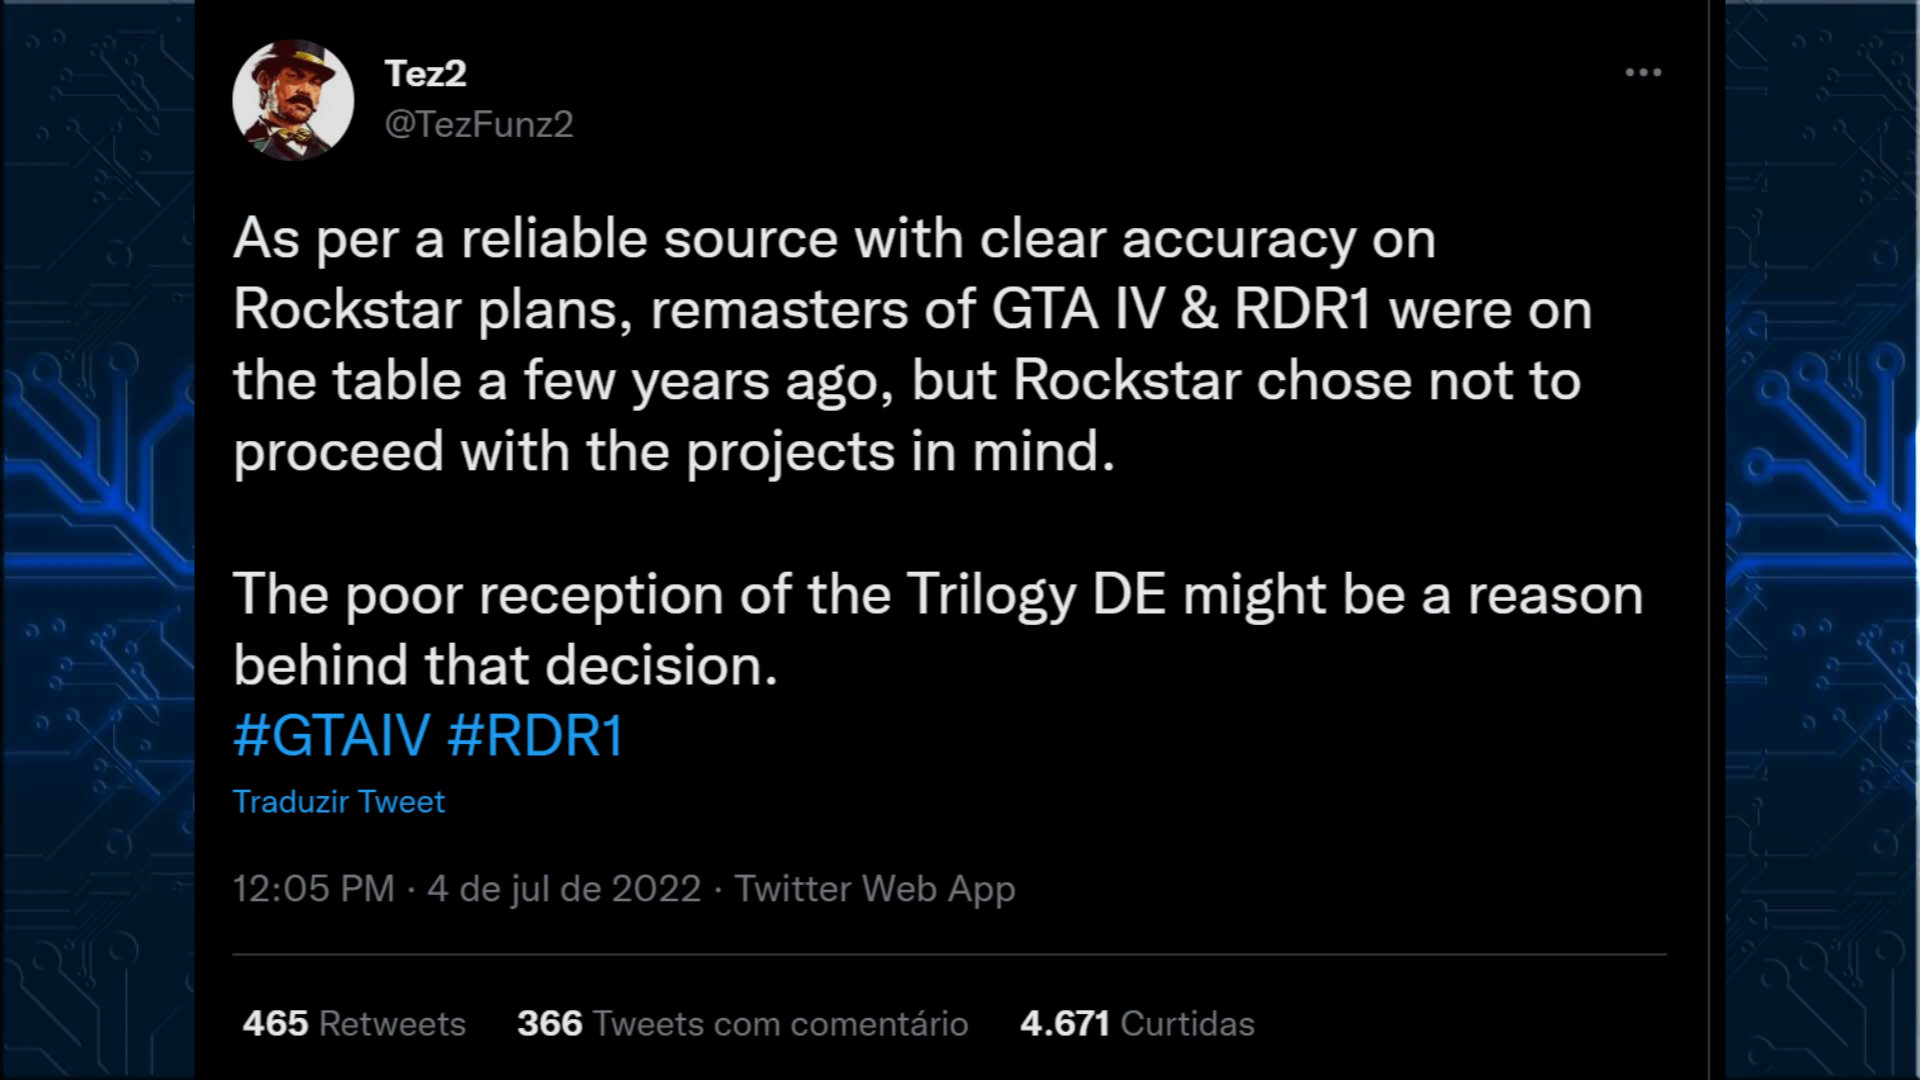 Tez2
@TezFunz2
As per a reliable source with clear accuracy on
Rockstar plans, remasters of GTA IV & RDR1 were on
the table a few years ago, but Rockstar chose not to
proceed with the projects in mind.
The poor reception of the Trilogy DE might be a reason
behind that decision.
#GTAIV #RDR1
Traduzir Tweet
12:05 PM · 4 de jul de 2022 · Twitter Web App
465 Retweets 366 Tweets com comentário 4.671 Curtidas